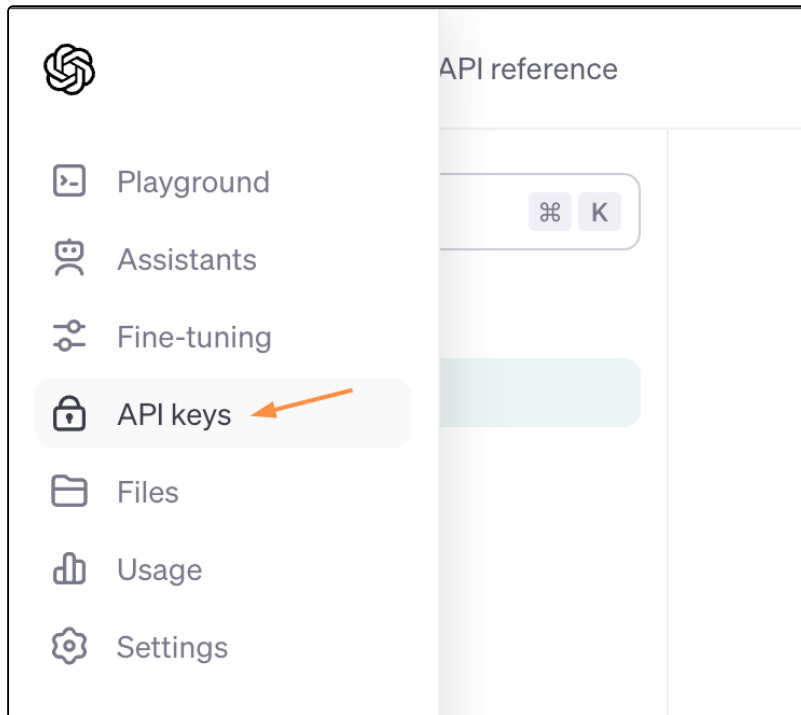 API reference
Playground
⌘ K
Assistants
Fine-tuning
API keys
Files
Usage
Settings